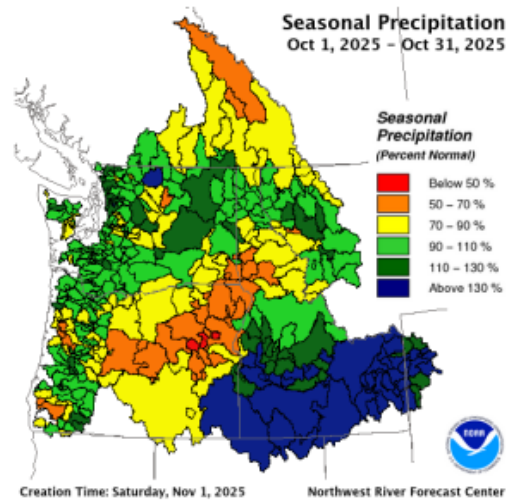 Seasonal Precipitation
Oct 1, 2025 – Oct 31, 2025
Seasonal
Precipitation
(Percent Normal)
Below 50 %
50 – 70 %
70 – 90 %
90 – 110 %
110 – 130 %
Above 130 %
NOAA
Creation Time: Saturday, Nov 1, 2025
Northwest River Forecast Center